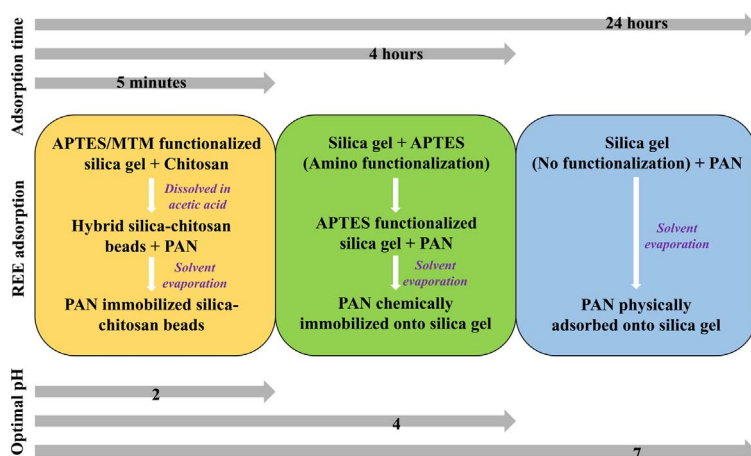 Adsorption time
24 hours
4 hours
5 minutes
REE adsorption
APTES/MTM functionalized
silica gel + Chitosan
Dissolved in
acetic acid
Hybrid silica-chitosan
beads + PAN
Solvent
evaporation
PAN immobilized silica-
chitosan beads
Silica gel + APTES
(Amino functionalization)
APTES functionalized
silica gel + PAN
Solvent
evaporation
PAN chemically
immobilized onto silica gel
Silica gel
(No functionalization) + PAN
Solvent
evaporation
PAN physically
adsorbed onto silica gel
Optimal pH
2
4
7